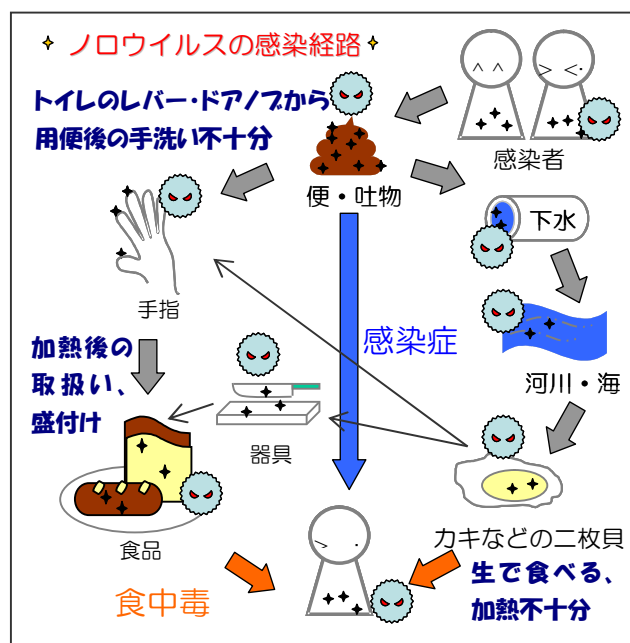 ノロウイルスの感染経路
トイレのレバー・ドアノブから
用便後の手洗い不十分
感染者
便・吐物
下水
手指
感染症
河川・海
加熱後の
取扱い、
盛付け
器具
食品
カキなどの二枚貝
生で食べる、
加熱不十分
食中毒